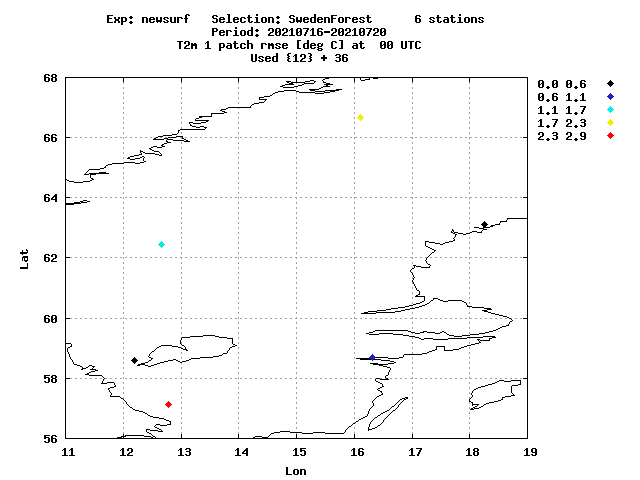 Exp: newsurf Selection: SwedenForest 6 stations
Period: 20210716-20210720
T2m 1 patch rmse [deg C] at 00 UTC
Used {12} + 36
0.0 0.6
0.6 1.1
1.1 1.7
1.7 2.3
2.3 2.9
68
66
64
62
60
58
56
Lat
11 12 13 14 15 16 17 18 19
Lon